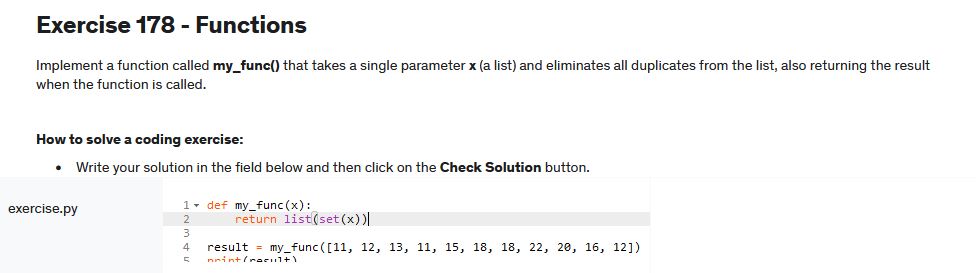 Exercise 178 - Functions
Implement a function called my_func() that takes a single parameter x (a list) and eliminates all duplicates from the list, also returning the result
when the function is called.
How to solve a coding exercise:
• Write your solution in the field below and then click on the Check Solution button.
exercise.py
1 def my_func(x):
2     return list(set(x))
3
4 result = my_func([11, 12, 13, 11, 15, 18, 18, 22, 20, 16, 12])
5 print(result)